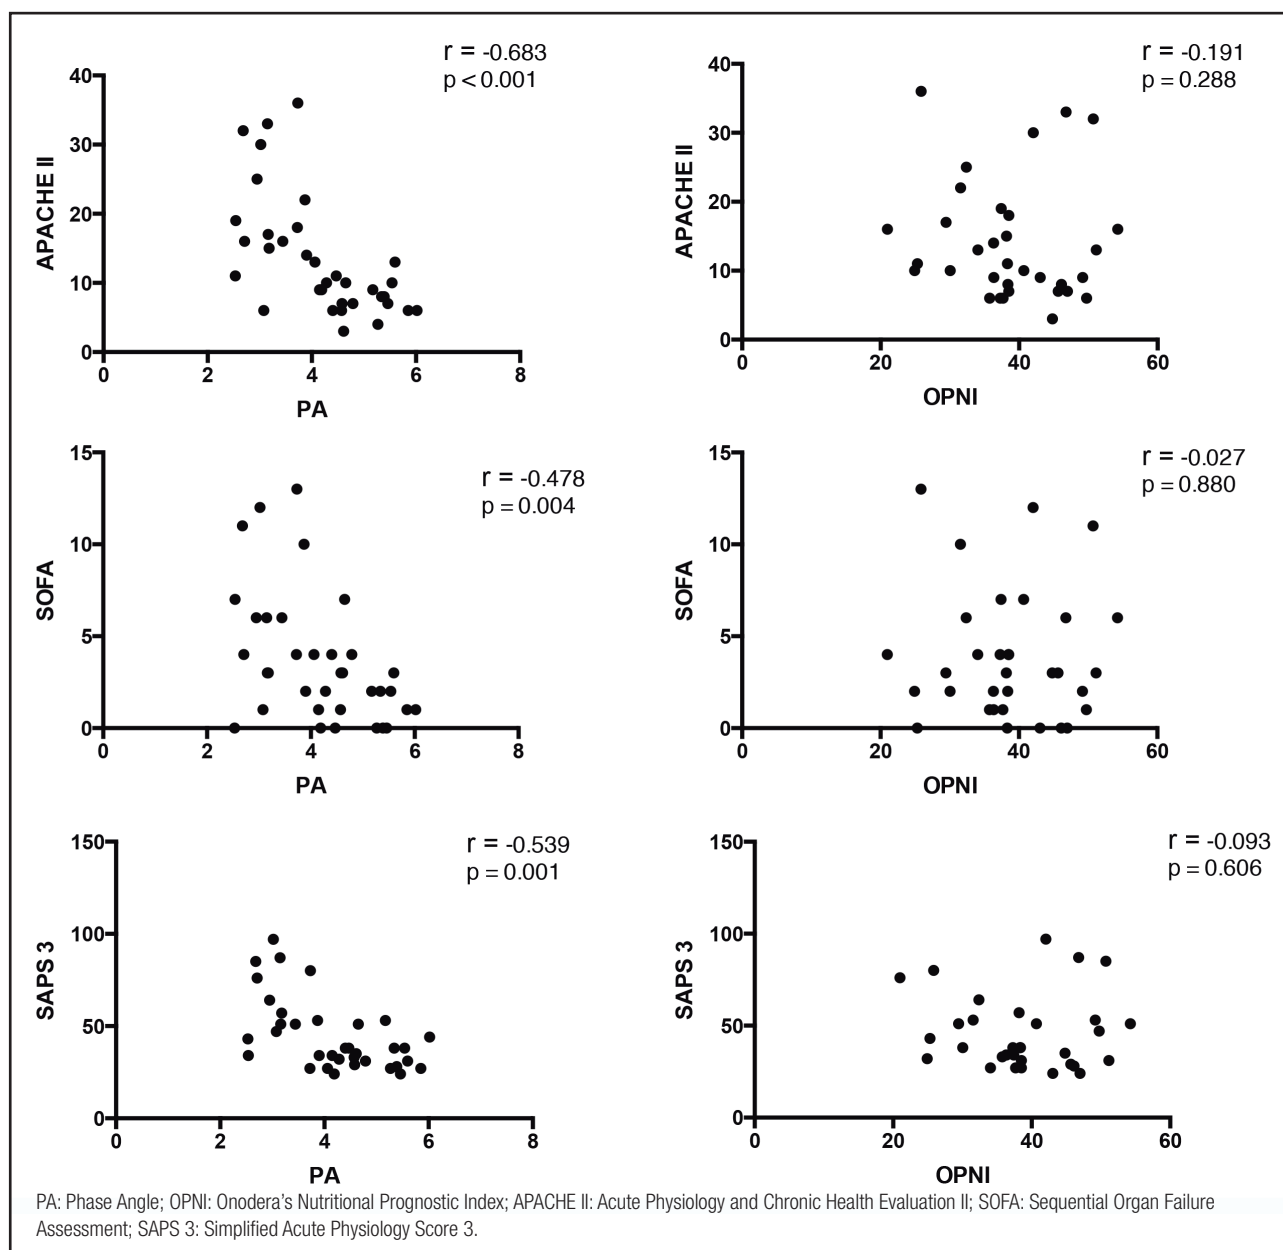 r = -0.683
p < 0.001
40
30
20
10
0
APACHE II
0 2 4 6 8
PA
r = -0.191
p = 0.288
40
30
20
10
0
APACHE II
0 20 40 60
OPNI
r = -0.478
p = 0.004
15
10
5
0
SOFA
0 2 4 6 8
PA
r = -0.027
p = 0.880
15
10
5
0
SOFA
0 20 40 60
OPNI
r = -0.539
p = 0.001
150
100
50
0
SAPS 3
0 2 4 6 8
PA
r = -0.093
p = 0.606
150
100
50
0
SAPS 3
0 20 40 60
OPNI
PA: Phase Angle; OPNI: Onodera’s Nutritional Prognostic Index; APACHE II: Acute Physiology and Chronic Health Evaluation II; SOFA: Sequential Organ Failure
Assessment; SAPS 3: Simplified Acute Physiology Score 3.